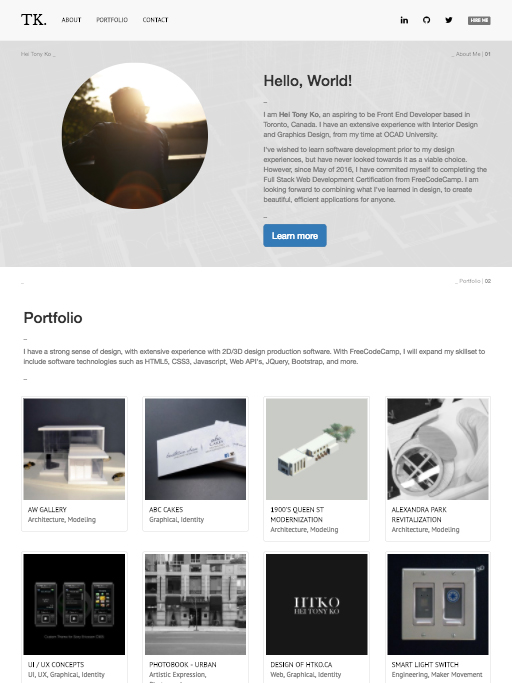 TK.
ABOUT
PORTFOLIO
CONTACT
HIRE ME
Hei Tony Ko _
_ About Me | 01
Hello, World!
_
I am Hei Tony Ko, an aspiring to be Front End Developer based in
Toronto, Canada. I have an extensive experience with Interior Design
and Graphics Design, from my time at OCAD University.
I've wished to learn software development prior to my design
experiences, but have never looked towards it as a viable choice.
However, since May of 2016, I have commited myself to completing the
Full Stack Web Development Certification from FreeCodeCamp. I am
looking forward to combining what I've learned in design, to create
beautiful, efficient applications for anyone.
_
Learn more
_
_ Portfolio | 02
Portfolio
_
I have a strong sense of design, with extensive experience with 2D/3D design production software. With FreeCodeCamp, I will expand my skillset to
include software technologies such as HTML5, CSS3, Javascript, Web API's, JQuery, Bootstrap, and more.
_
AW GALLERY
Architecture, Modeling
ABC CAKES
Graphical, Identity
1900'S QUEEN ST
MODERNIZATION
Architecture, Modeling
ALEXANDRA PARK
REVITALIZATION
Architecture, Modeling
HTKO
HEI TONY KO
UI / UX CONCEPTS
UI, UX, Graphical, Identity
PHOTOBOOK - URBAN
Artistic Expression,
DESIGN OF HTKO.CA
Web, Graphical, Identity
SMART LIGHT SWITCH
Engineering, Maker Movement